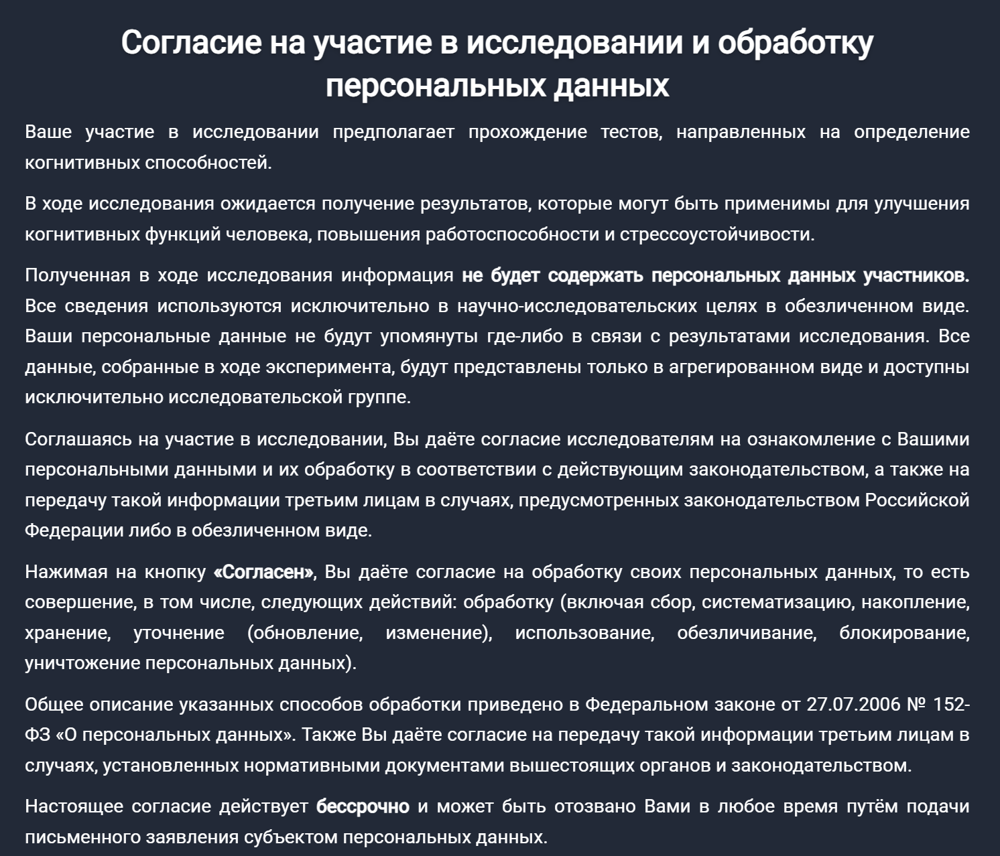 Согласие на участие в исследовании и обработку
персональных данных
Ваше участие в исследовании предполагает прохождение тестов, направленных на определение
когнитивных способностей.
В ходе исследования ожидается получение результатов, которые могут быть применимы для улучшения
когнитивных функций человека, повышения работоспособности и стрессоустойчивости.
Полученная в ходе исследования информация не будет содержать персональных данных участников.
Все сведения используются исключительно в научно-исследовательских целях в обезличенном виде.
Ваши персональные данные не будут упомянуты где-либо в связи с результатами исследования. Все
данные, собранные в ходе эксперимента, будут представлены только в агрегированном виде и доступны
исключительно исследовательской группе.
Соглашаясь на участие в исследовании, Вы даёте согласие исследователям на ознакомление с Вашими
персональными данными и их обработку в соответствии с действующим законодательством, а также на
передачу такой информации третьим лицам в случаях, предусмотренных законодательством Российской
Федерации либо в обезличенном виде.
Нажимая на кнопку «Согласен», Вы даёте согласие на обработку своих персональных данных, то есть
совершение, в том числе, следующих действий: обработку (включая сбор, систематизацию, накопление,
хранение, уточнение (обновление, изменение), использование, обезличивание, блокирование,
уничтожение персональных данных).
Общее описание указанных способов обработки приведено в Федеральном законе от 27.07.2006 № 152-
ФЗ «О персональных данных». Также Вы даёте согласие на передачу такой информации третьим лицам в
случаях, установленных нормативными документами вышестоящих органов и законодательством.
Настоящее согласие действует бессрочно и может быть отозвано Вами в любое время путём подачи
письменного заявления субъектом персональных данных.